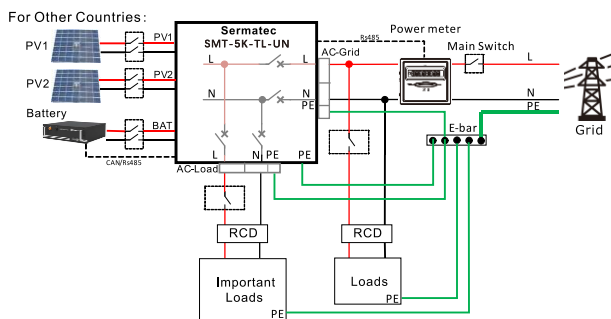 For Other Countries:
PV1
PV1
PV2
PV2
Battery
BAT
CAN/Rs485
Sermatec
SMT-5K-TL-UN
L
L
N
N
PE
L
N
PE
PE
AC-Grid
AC-Load
Rs485
Power meter
Main Switch
L
N
PE
Grid
E-bar
RCD
RCD
Important
Loads
PE
Loads
PE